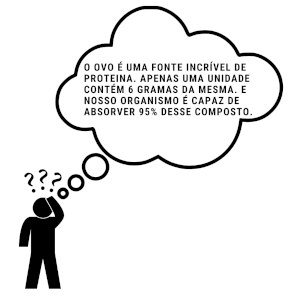 O OVO É UMA FONTE INCRÍVEL DE
PROTEINA. APENAS UMA UNIDADE
CONTÉM 6 GRAMAS DA MESMA. E
NOSSO ORGANISMO É CAPAZ DE
ABSORVER 95% DESSE COMPOSTO.
???